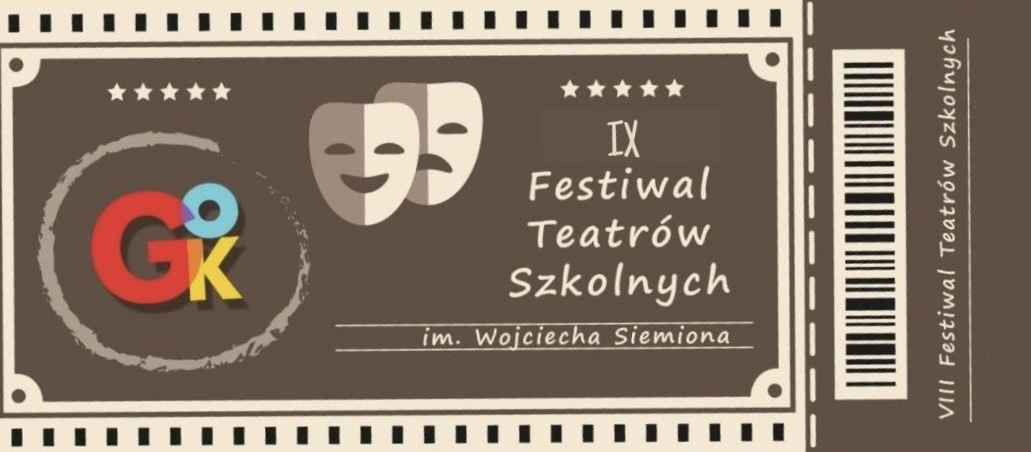 GOK
IX
Festiwal
Teatrów
Szkolnych
im. Wojciecha Siemiona
VIII Festiwal Teatrów Szkolnych